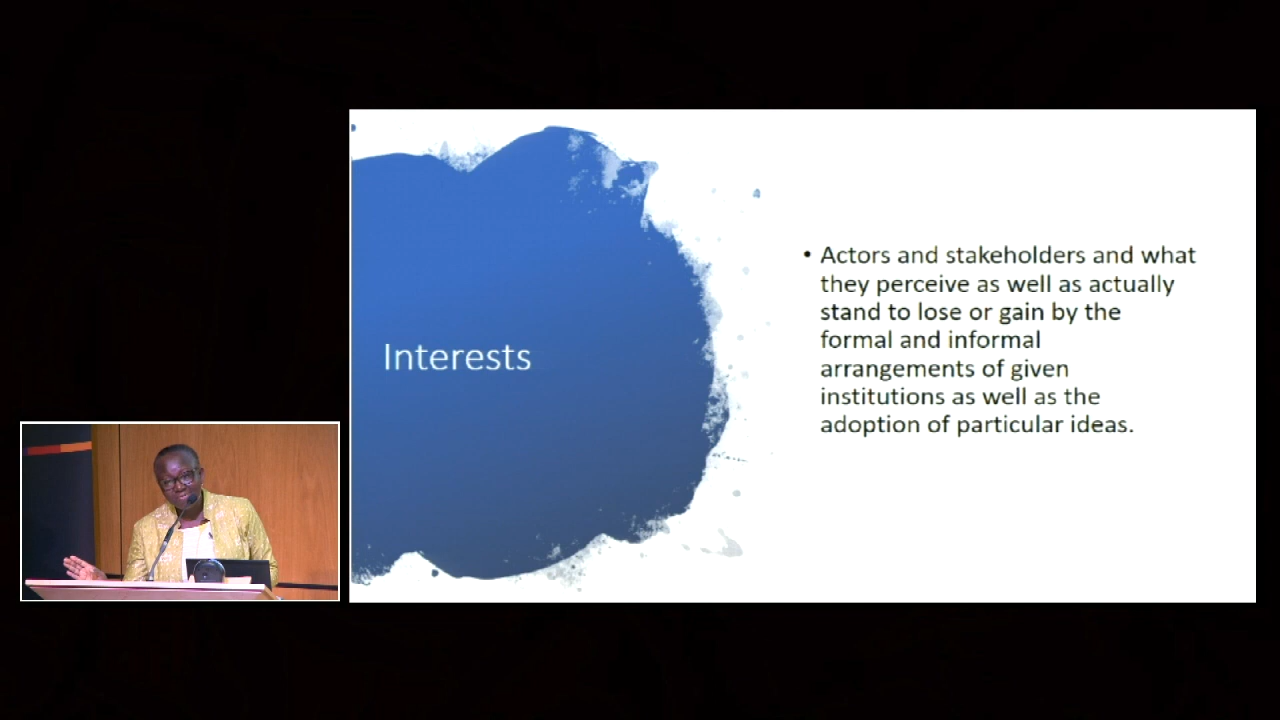 Interests
• Actors and stakeholders and what
they perceive as well as actually
stand to lose or gain by the
formal and informal
arrangements of given
institutions as well as the
adoption of particular ideas.